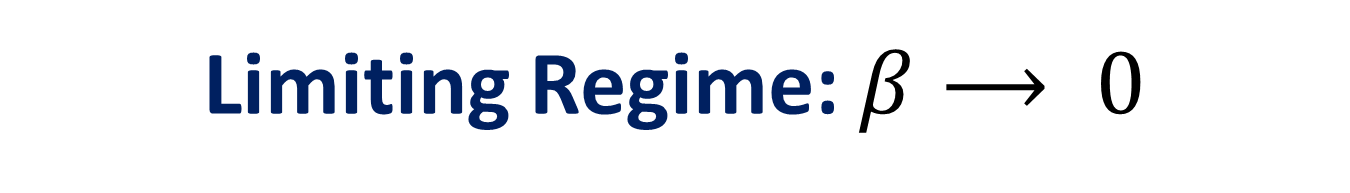 Limiting Regime: 𝛽 ⟶ 0